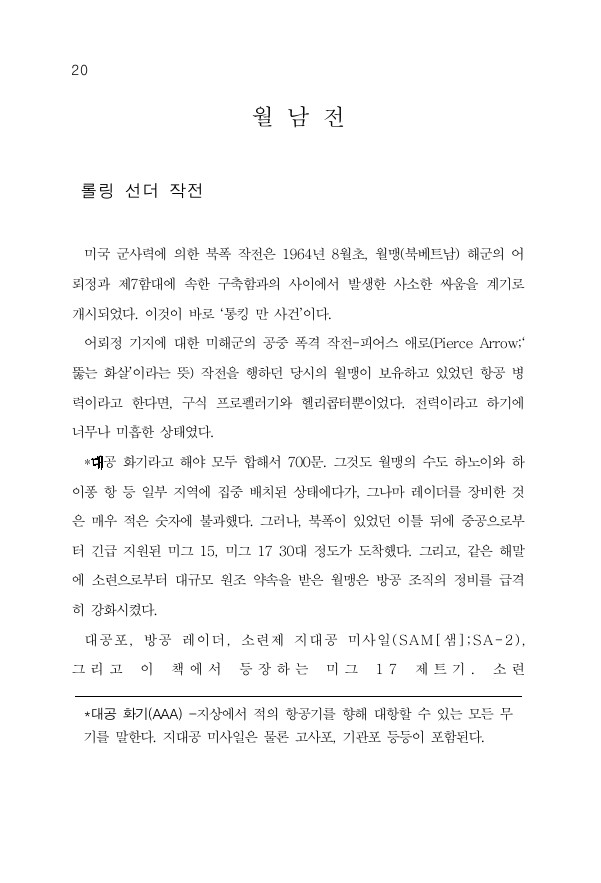 20
월 남 전
롤링 선더 작전
미국 군사력에 의한 북폭 작전은 1964년 8월초, 월맹(북베트남) 해군의 어
뢰정과 제7함대에 속한 구축함과의 사이에서 발생한 사소한 싸움을 계기로
개시되었다. 이것이 바로 ‘통킹 만 사건’이다.
어뢰정 기지에 대한 미해군의 공중 폭격 작전-피어스 애로(Pierce Arrow;‘
뚫는 화살’이라는 뜻) 작전을 행하던 당시의 월맹이 보유하고 있었던 항공 병
력이라고 한다면, 구식 프로펠러기와 헬리콥터뿐이었다. 전력이라고 하기에
너무나 미흡한 상태였다.
*대공 화기라고 해야 모두 합해서 700문. 그것도 월맹의 수도 하노이와 하
이퐁 항 등 일부 지역에 집중 배치된 상태에다가, 그나마 레이더를 장비한 것
은 매우 적은 숫자에 불과했다. 그러나, 북폭이 있었던 이틀 뒤에 중공으로부
터 긴급 지원된 미그 15, 미그 17 30대 정도가 도착했다. 그리고, 같은 해말
에 소련으로부터 대규모 원조 약속을 받은 월맹은 방공 조직의 정비를 급격
히 강화시켰다.
대공포, 방공 레이더, 소련제 지대공 미사일(SAM[샘];SA-2),
그리고 이 책에서 등장하는 미그 17 제트기. 소련
*대공 화기(AAA) -지상에서 적의 항공기를 향해 대항할 수 있는 모든 무
기를 말한다. 지대공 미사일은 물론 고사포, 기관포 등등이 포함된다.